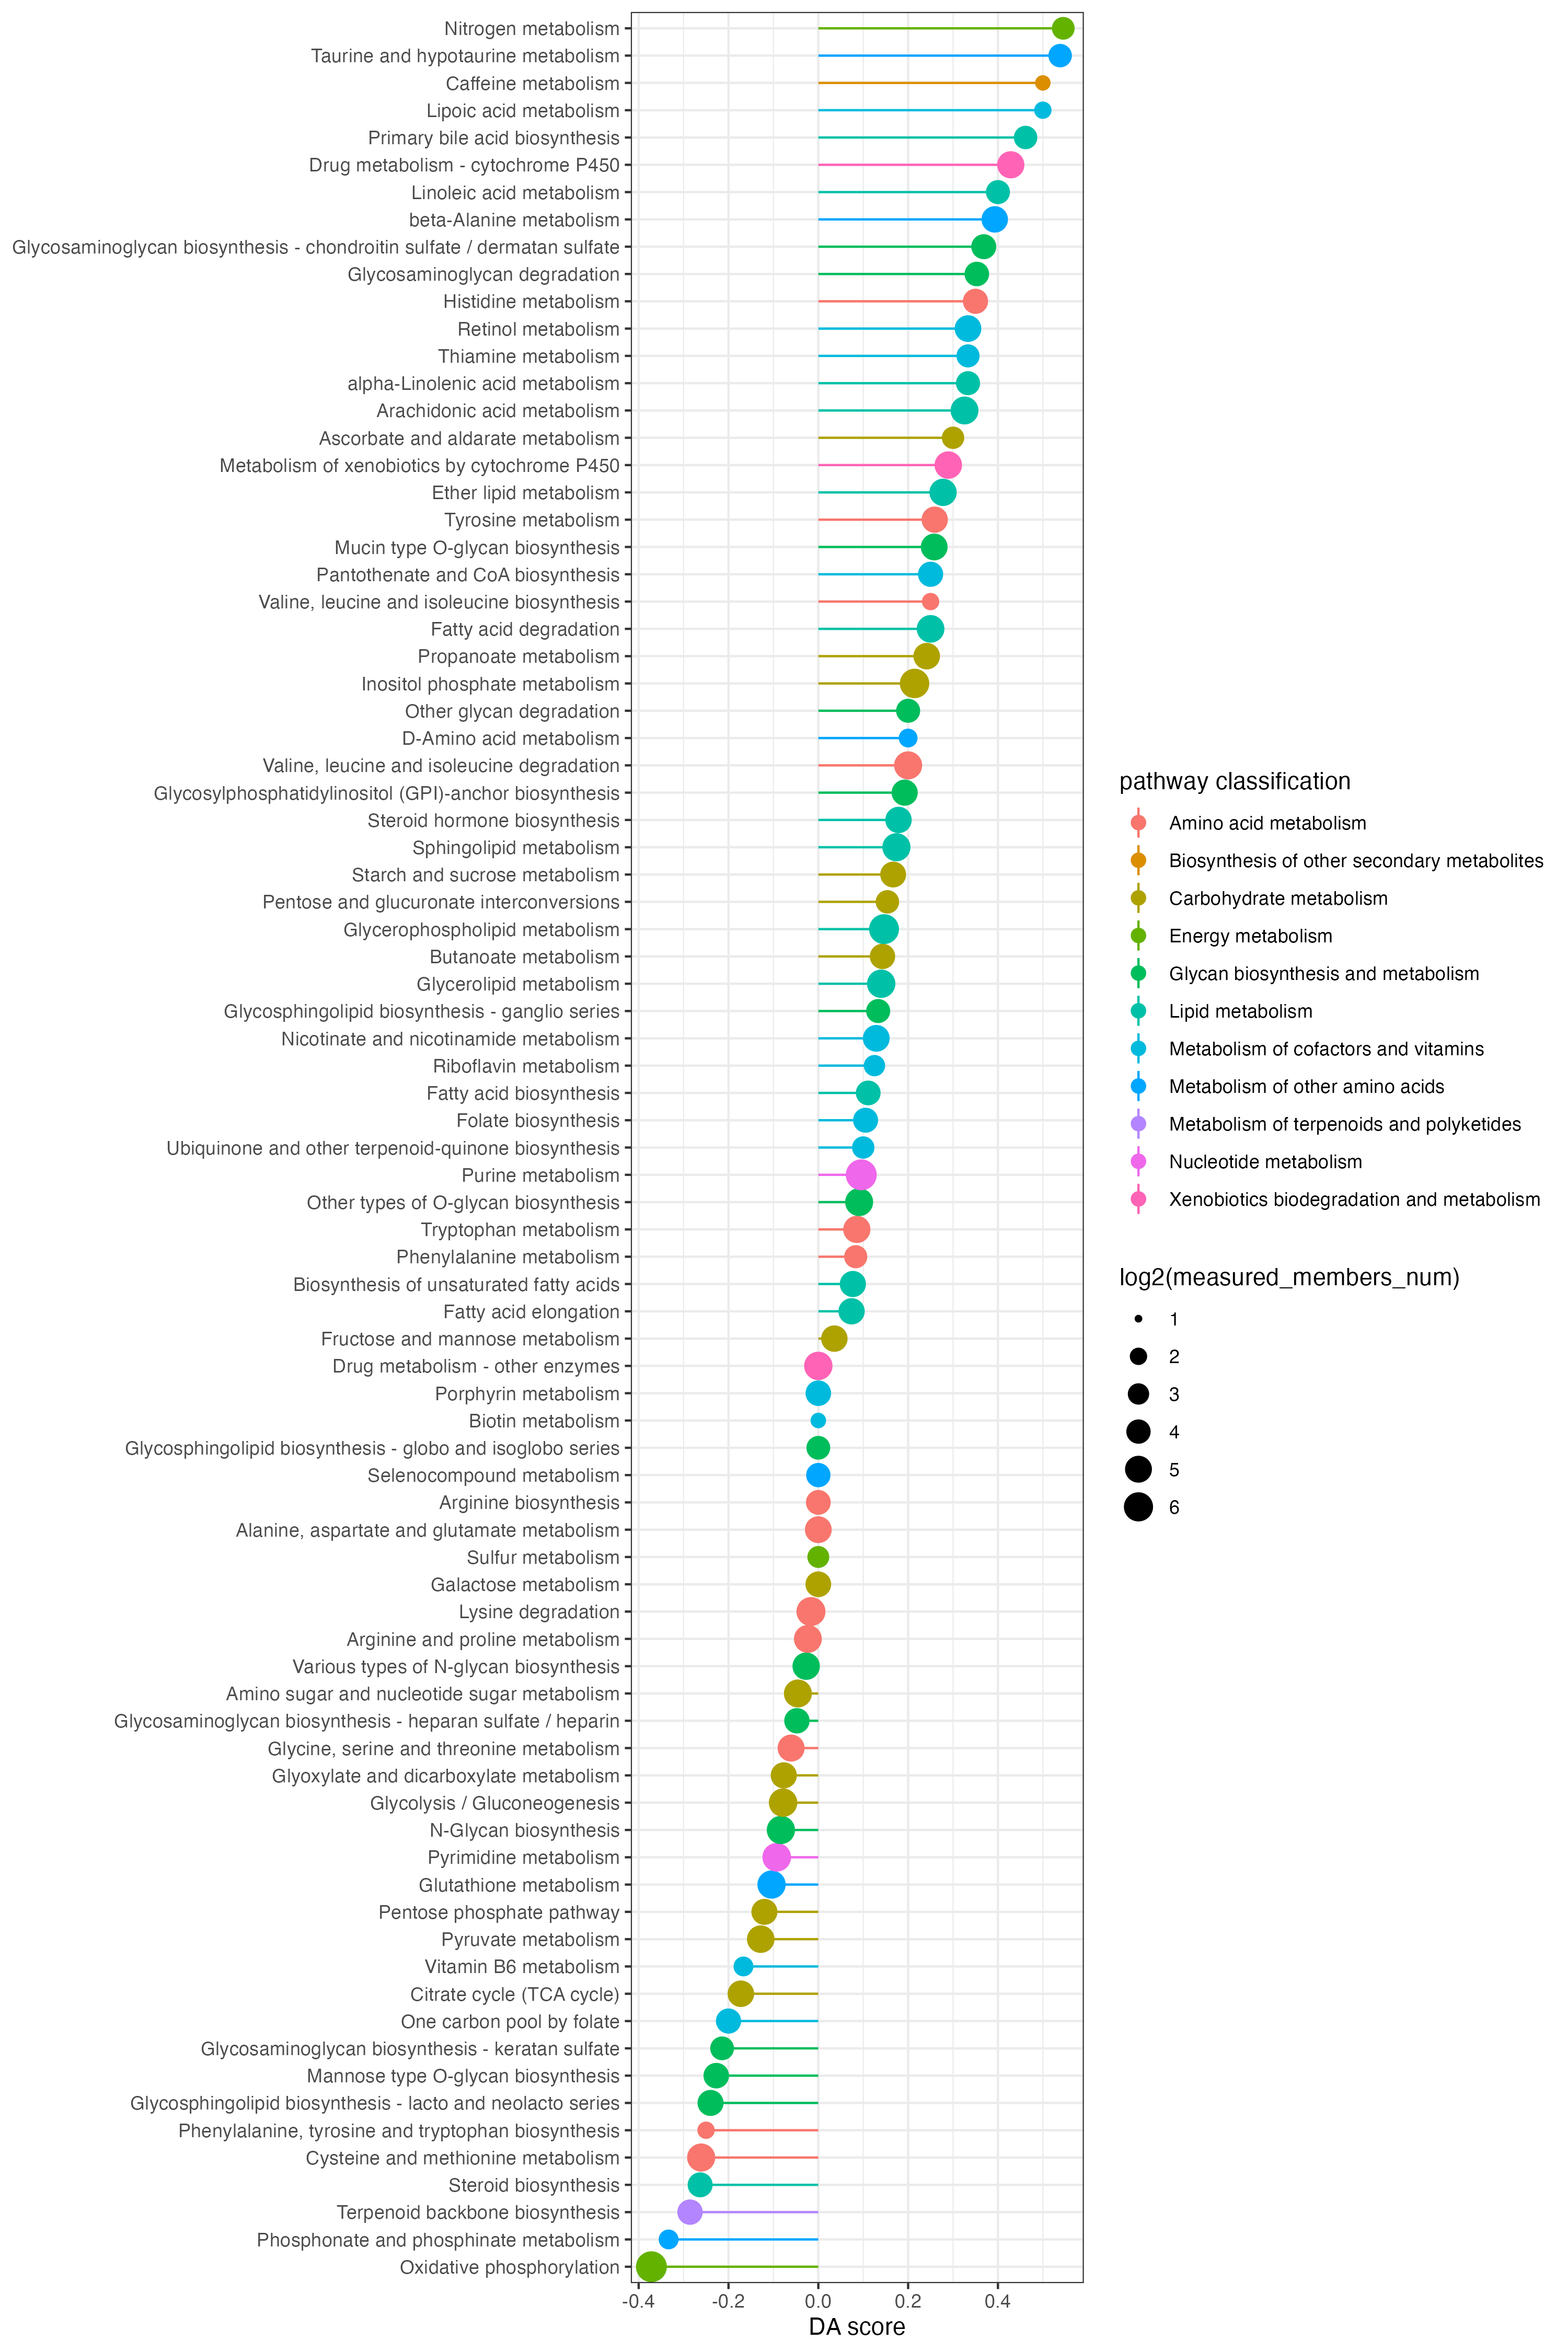 Nitrogen metabolism
Taurine and hypotaurine metabolism
Caffeine metabolism
Lipoic acid metabolism
Primary bile acid biosynthesis
Drug metabolism - cytochrome P450
Linoleic acid metabolism
beta-Alanine metabolism
Glycosaminoglycan biosynthesis - chondroitin sulfate / dermatan sulfate
Glycosaminoglycan degradation
Histidine metabolism
Retinol metabolism
Thiamine metabolism
alpha-Linolenic acid metabolism
Arachidonic acid metabolism
Ascorbate and aldarate metabolism
Metabolism of xenobiotics by cytochrome P450
Ether lipid metabolism
Tyrosine metabolism
Mucin type O-glycan biosynthesis
Pantothenate and CoA biosynthesis
Valine, leucine and isoleucine biosynthesis
Fatty acid degradation
Propanoate metabolism
Inositol phosphate metabolism
Other glycan degradation
D-Amino acid metabolism
Valine, leucine and isoleucine degradation
Glycosylphosphatidylinositol (GPI)-anchor biosynthesis
Steroid hormone biosynthesis
Sphingolipid metabolism
Starch and sucrose metabolism
Pentose and glucuronate interconversions
Glycerophospholipid metabolism
Butanoate metabolism
Glycerolipid metabolism
Glycosphingolipid biosynthesis - ganglio series
Nicotinate and nicotinamide metabolism
Riboflavin metabolism
Fatty acid biosynthesis
Folate biosynthesis
Ubiquinone and other terpenoid-quinone biosynthesis
Purine metabolism
Other types of O-glycan biosynthesis
Tryptophan metabolism
Phenylalanine metabolism
Biosynthesis of unsaturated fatty acids
Fatty acid elongation
Fructose and mannose metabolism
Drug metabolism - other enzymes
Porphyrin metabolism
Biotin metabolism
Glycosphingolipid biosynthesis - globo and isoglobo series
Selenocompound metabolism
Arginine biosynthesis
Alanine, aspartate and glutamate metabolism
Sulfur metabolism
Galactose metabolism
Lysine degradation
Arginine and proline metabolism
Various types of N-glycan biosynthesis
Amino sugar and nucleotide sugar metabolism
Glycosaminoglycan biosynthesis - heparan sulfate / heparin
Glycine, serine and threonine metabolism
Glyoxylate and dicarboxylate metabolism
Glycolysis / Gluconeogenesis
N-Glycan biosynthesis
Pyrimidine metabolism
Glutathione metabolism
Pentose phosphate pathway
Pyruvate metabolism
Vitamin B6 metabolism
Citrate cycle (TCA cycle)
One carbon pool by folate
Glycosaminoglycan biosynthesis - keratan sulfate
Mannose type O-glycan biosynthesis
Glycosphingolipid biosynthesis - lacto and neolacto series
Phenylalanine, tyrosine and tryptophan biosynthesis
Cysteine and methionine metabolism
Steroid biosynthesis
Terpenoid backbone biosynthesis
Phosphonate and phosphinate metabolism
Oxidative phosphorylation
-0.4 -0.2 0.0 0.2 0.4
DA score
pathway classification
Amino acid metabolism
Biosynthesis of other secondary metabolites
Carbohydrate metabolism
Energy metabolism
Glycan biosynthesis and metabolism
Lipid metabolism
Metabolism of cofactors and vitamins
Metabolism of other amino acids
Metabolism of terpenoids and polyketides
Nucleotide metabolism
Xenobiotics biodegradation and metabolism
log2(measured_members_num)
1
2
3
4
5
6